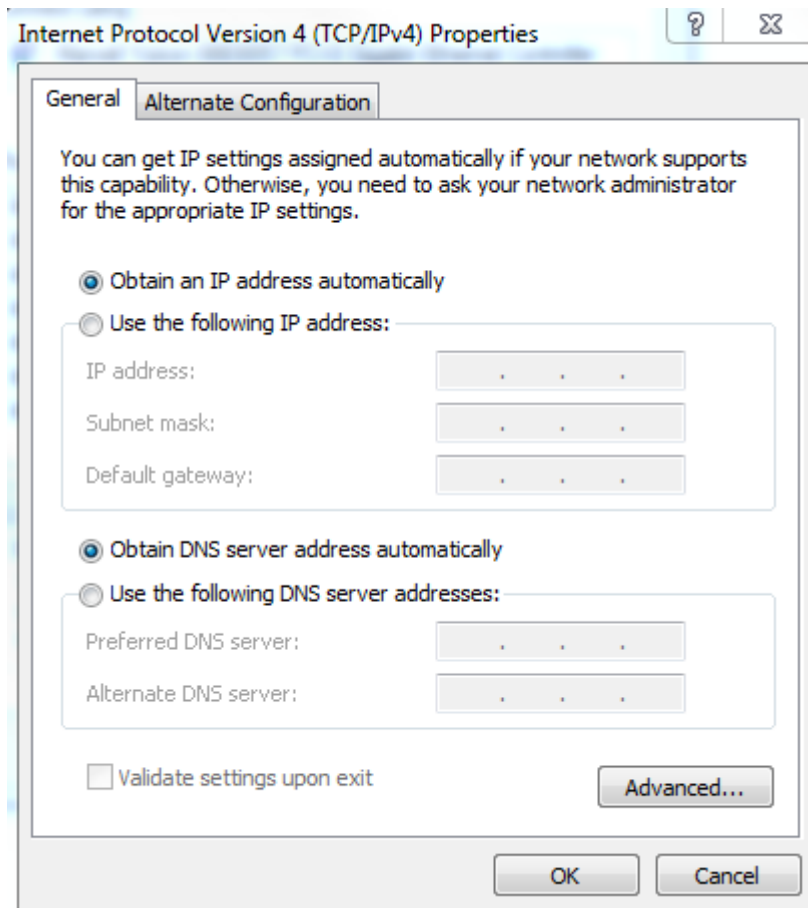 Internet Protocol Version 4 (TCP/IPv4) Properties
General
Alternate Configuration
You can get IP settings assigned automatically if your network supports
this capability. Otherwise, you need to ask your network administrator
for the appropriate IP settings.
Obtain an IP address automatically
Use the following IP address:
IP address: . . .
Subnet mask: . . .
Default gateway: . . .
Obtain DNS server address automatically
Use the following DNS server addresses:
Preferred DNS server: . . .
Alternate DNS server: . . .
Validate settings upon exit
Advanced...
OK
Cancel